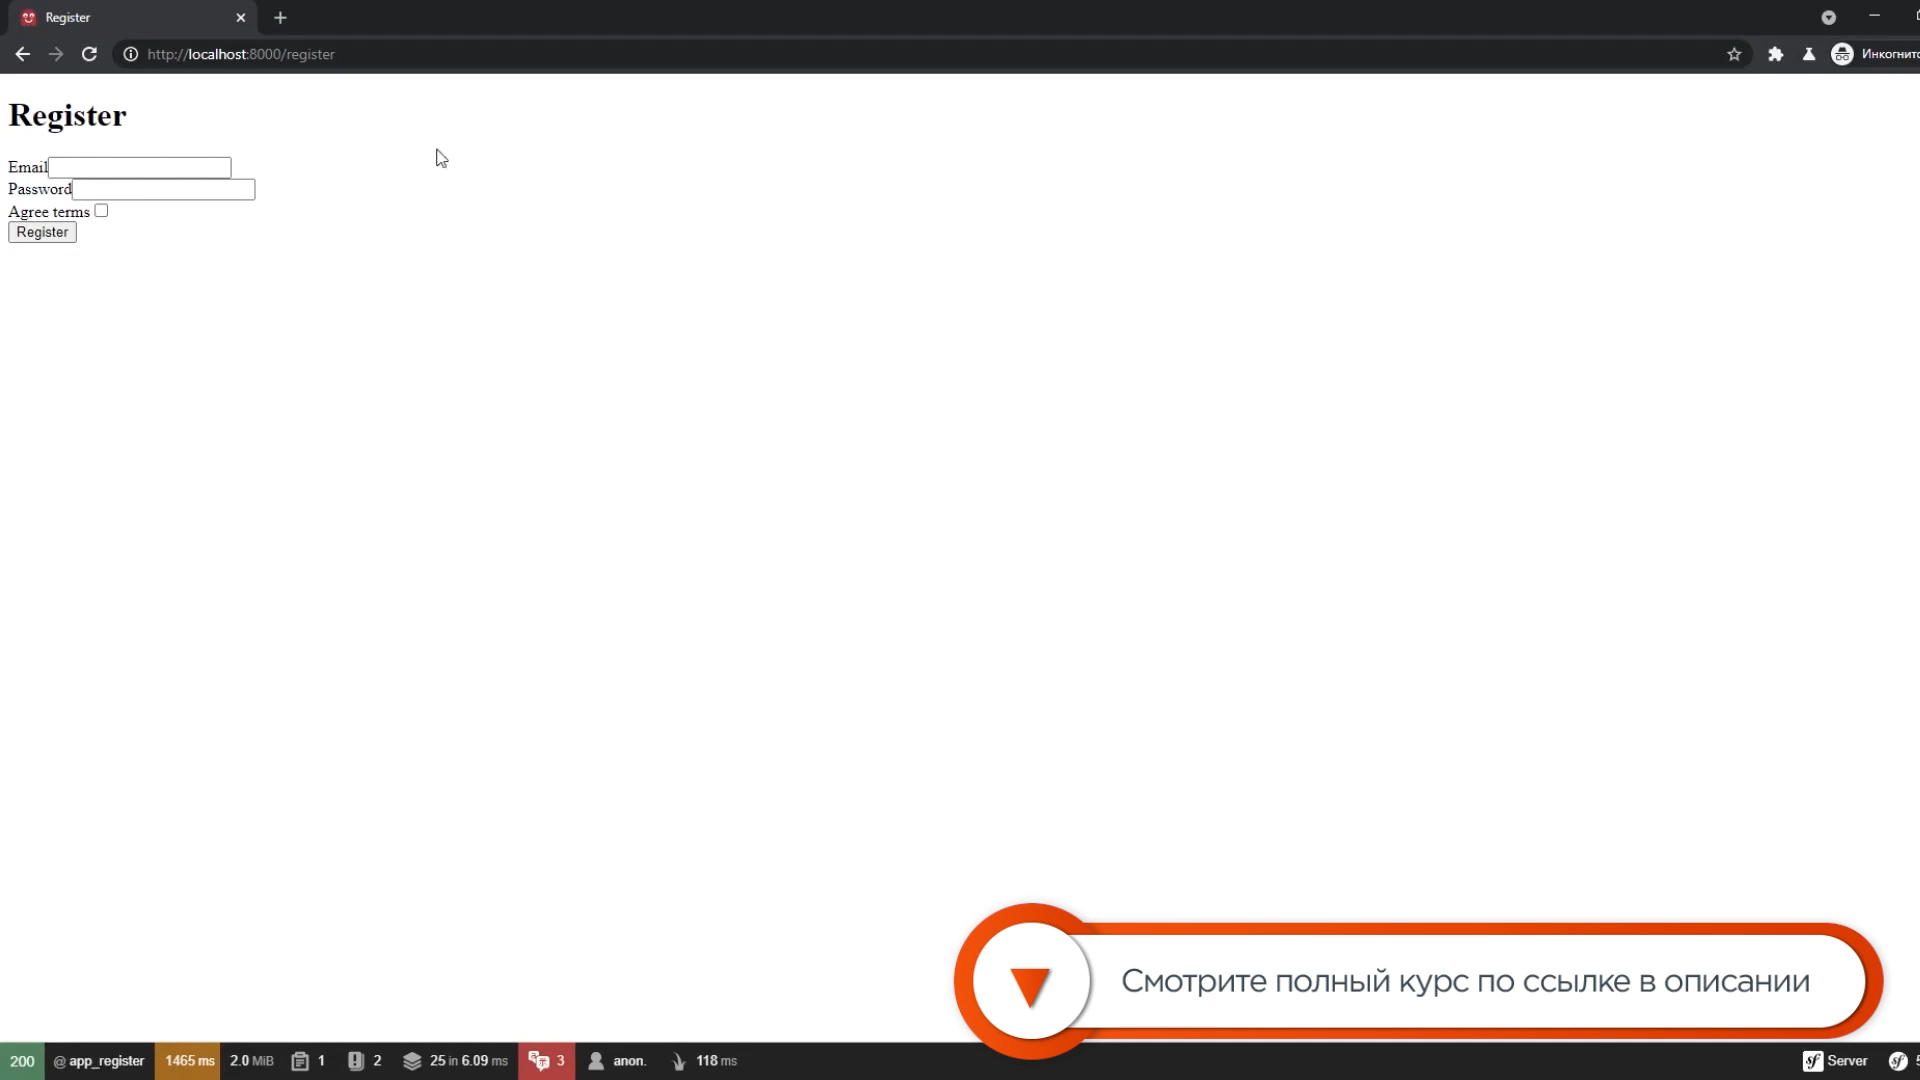 Register
http://localhost:8000/register
Инкогнито
Register
Email
Password
Agree terms
Register
Смотрите полный курс по ссылке в описании
200 @ app_register 1465 ms 2.0 MiB 1 2 25 in 6.09 ms 3 anon. 118 ms Server